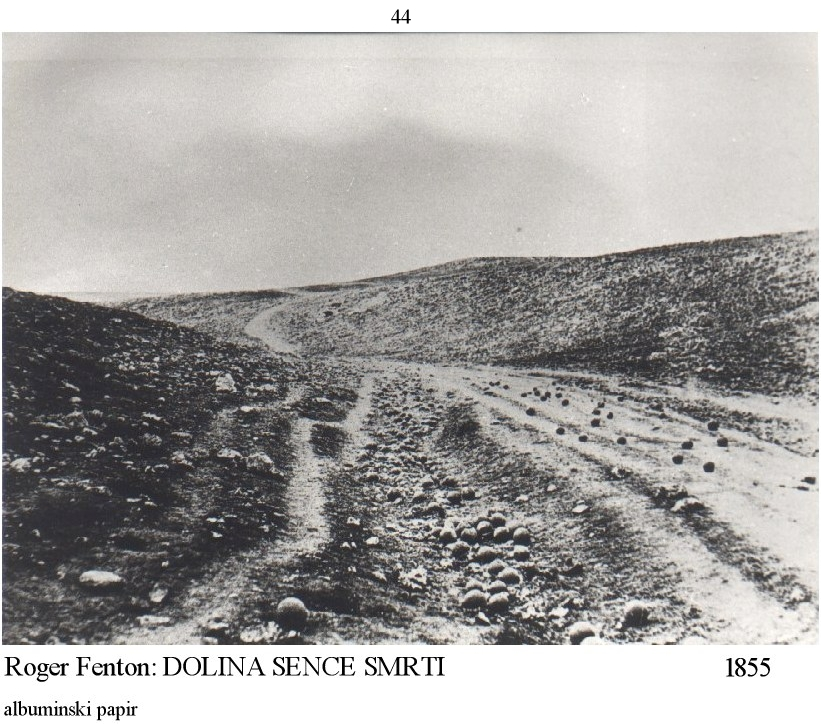 44
Roger Fenton: DOLINA SENCE SMRTI 1855
albuminski papir